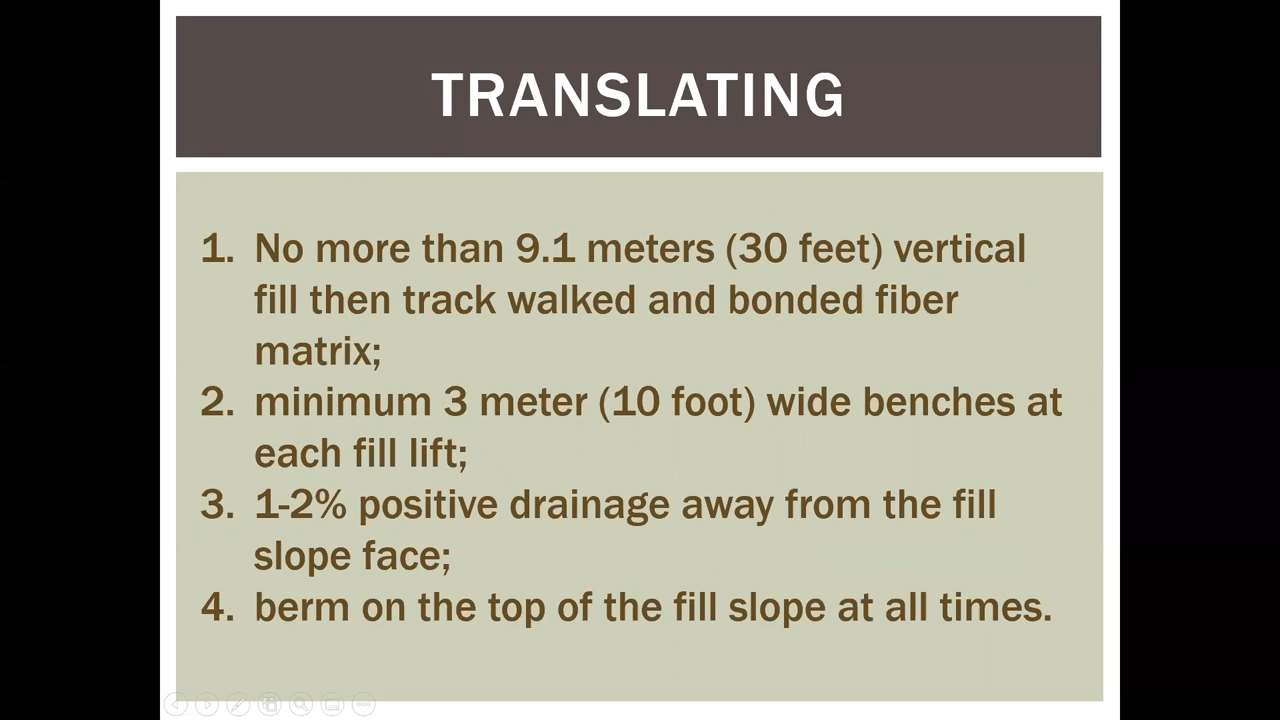 TRANSLATING
1. No more than 9.1 meters (30 feet) vertical
fill then track walked and bonded fiber
matrix;
2. minimum 3 meter (10 foot) wide benches at
each fill lift;
3. 1-2% positive drainage away from the fill
slope face;
4. berm on the top of the fill slope at all times.